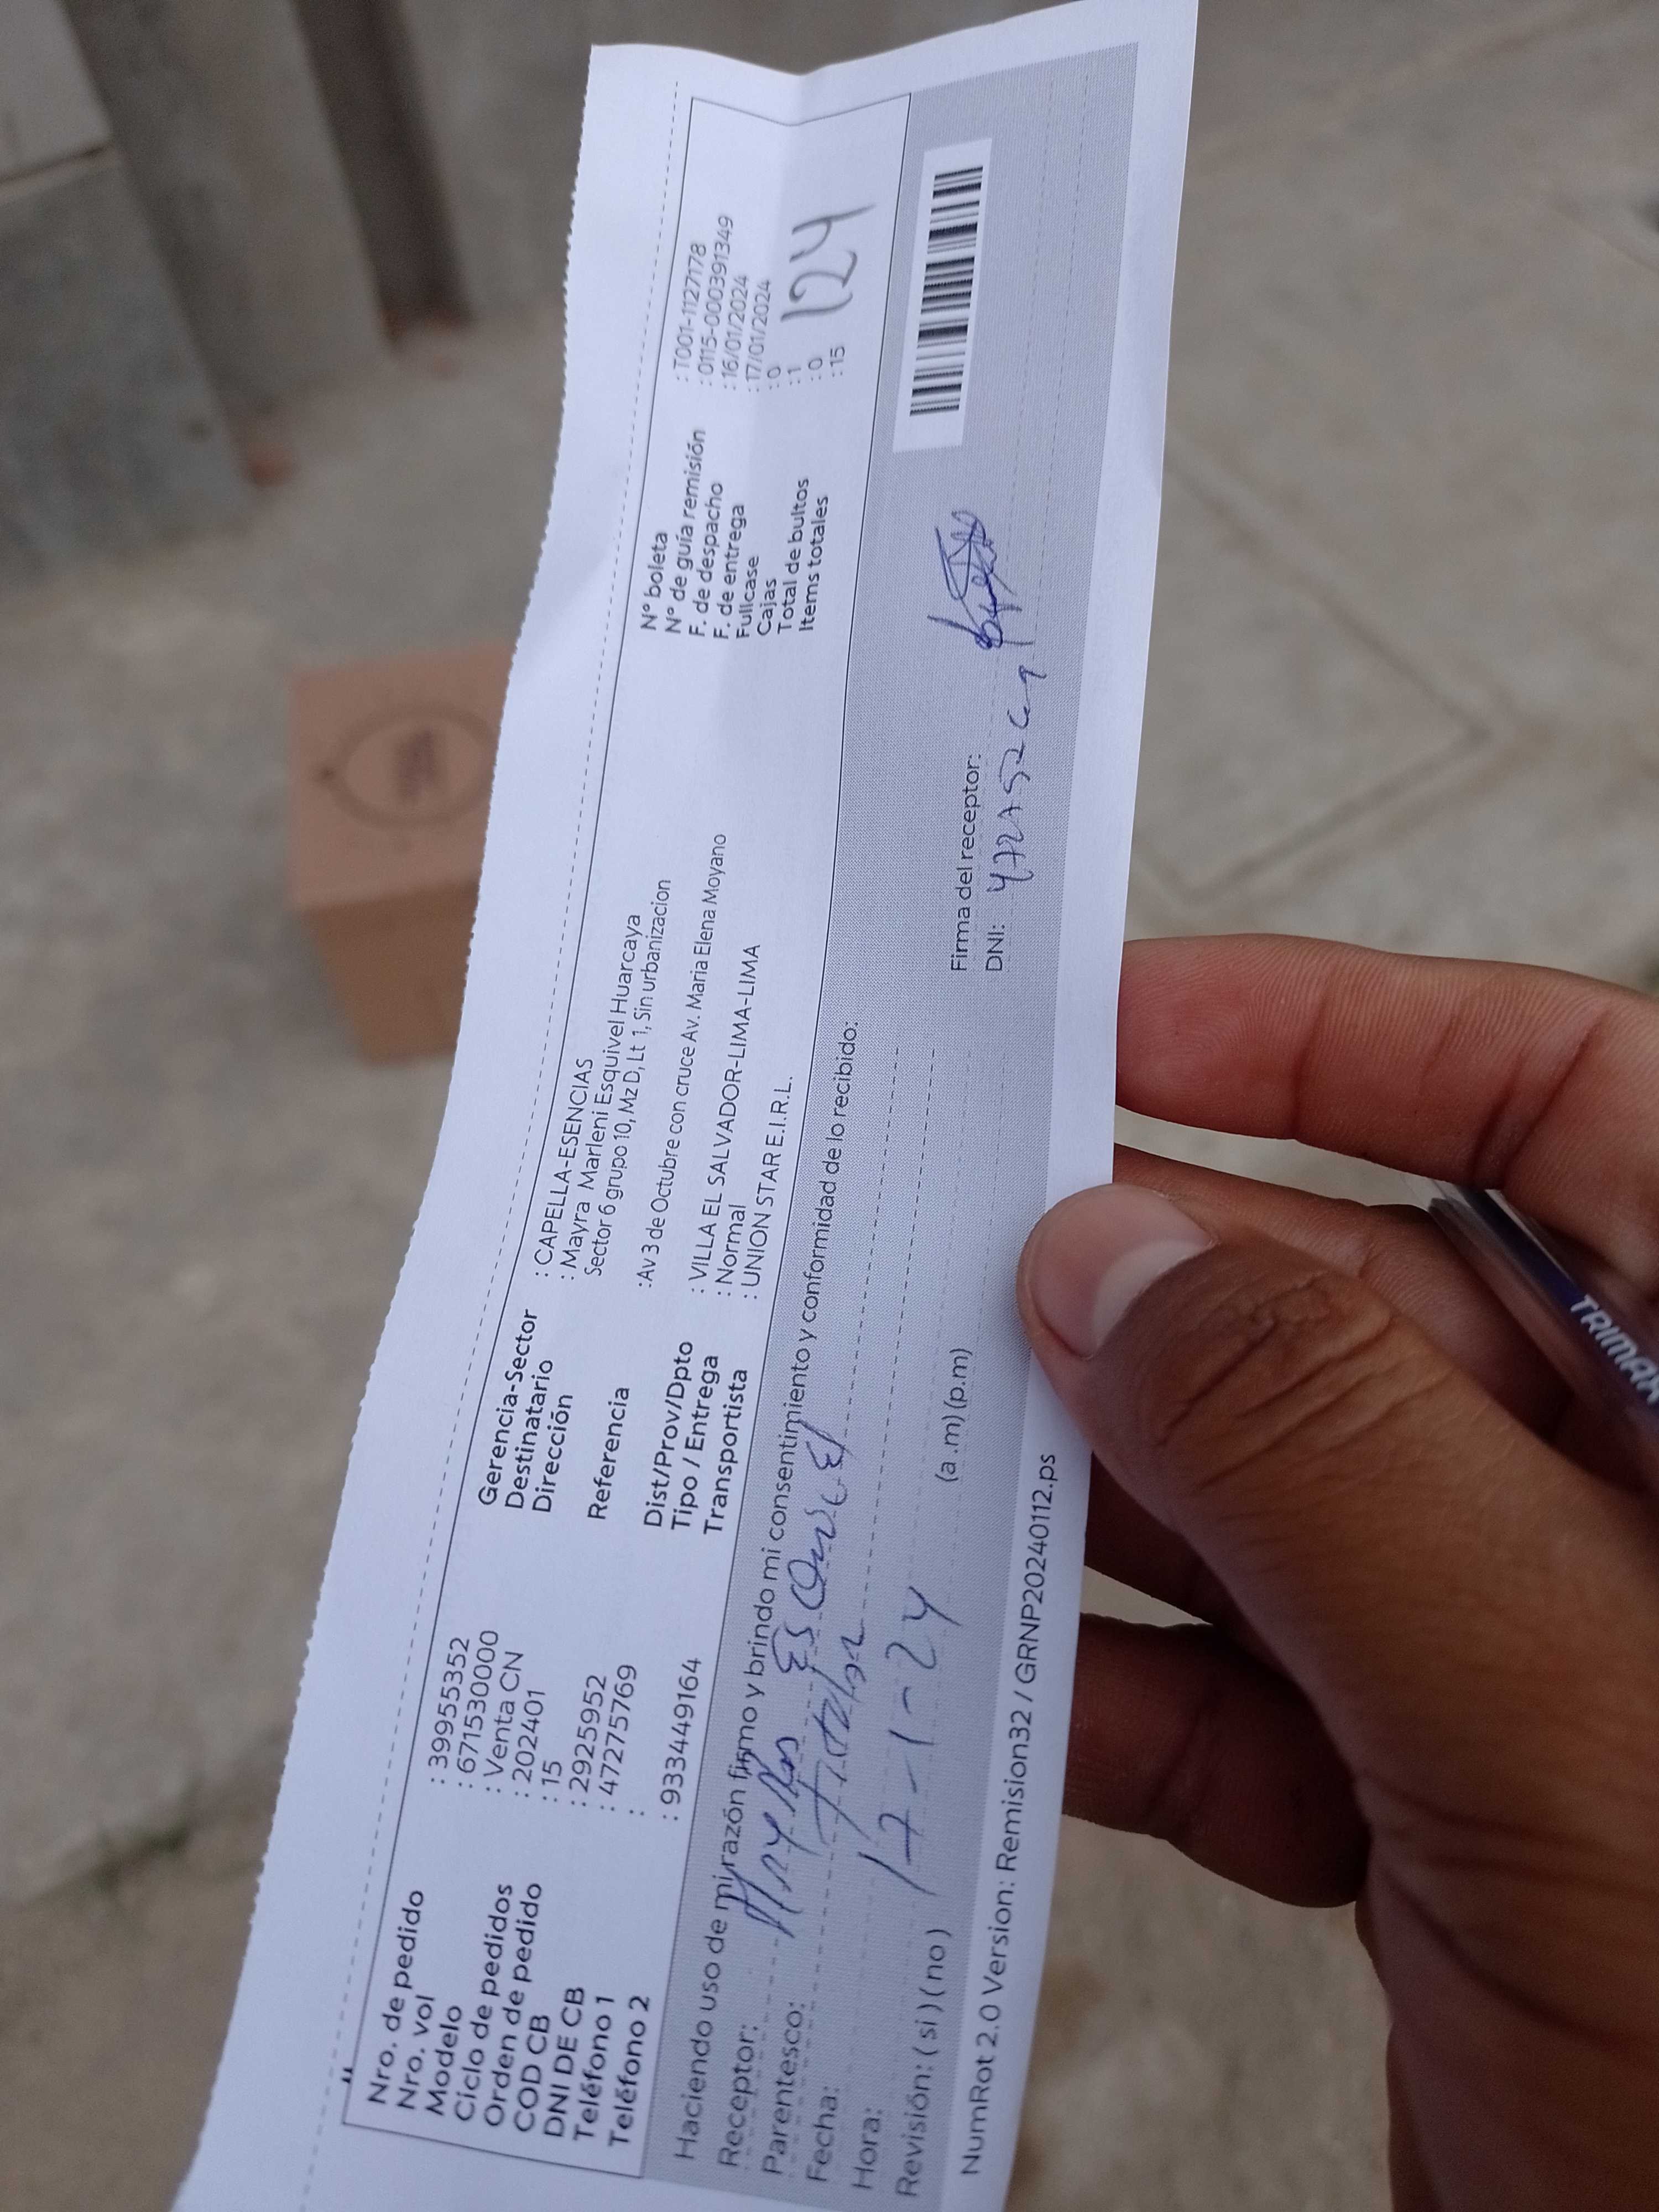 Nro. de pedido : 39955352
Nro. vol : 671530000
Modelo : Venta CN
Ciclo de pedidos : 202401
Orden de pedido : 15
COD CB : 2925952
DNI DE CB : 47275769
Teléfono 1 :
Teléfono 2 : 933449164
Gerencia-Sector : CAPELLA-ESENCIAS
Destinatario : Mayra Marleni Esquivel Huarcaya
Dirección Sector 6 grupo 10, Mz D, Lt 1, Sin urbanizacion
Referencia : Av 3 de Octubre con cruce Av. Maria Elena Moyano
Dist/Prov/Dpto : VILLA EL SALVADOR-LIMA-LIMA
Tipo / Entrega : Normal
Transportista : UNION STAR E.I.R.L.
N° boleta : T001-1127178
N° de guía remisión : 0115-000391349
F. de despacho : 16/01/2024
F. de entrega : 17/01/2024
Fullcase : 0
Cajas : 1
Total de bultos : 0
Items totales : 15
124
Haciendo uso de mi razón firmo y brindo mi consentimiento y conformidad de lo recibido:
Receptor: Esquivel
Parentesco: Titular
Fecha: 17-1-24
Hora: (a .m) (p.m)
Revisión: ( si ) ( no )
Firma del receptor:
DNI:
NumRot 2.0 Version: Remision32 / GRNP20240112.ps
TRIMAX